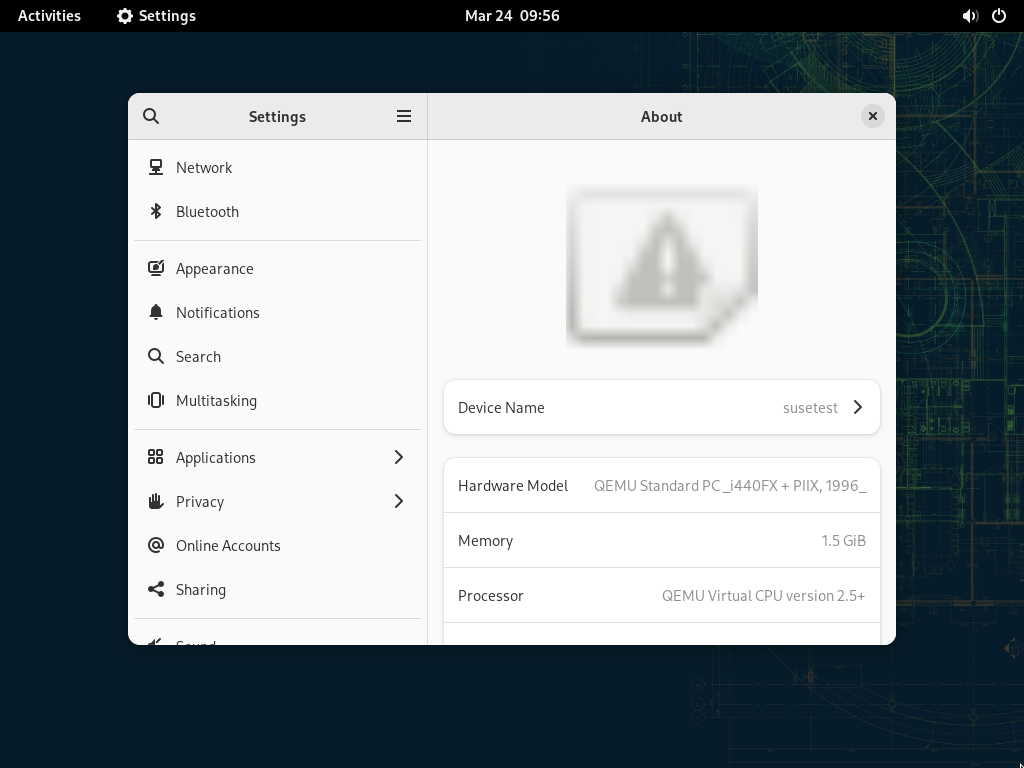 Activities Settings Mar 24 09:56
Settings
About
Network
Bluetooth
Appearance
Notifications
Search
Multitasking
Applications
Privacy
Online Accounts
Sharing
Sound
Device Name susetest
Hardware Model QEMU Standard PC _i440FX + PIIX, 1996_
Memory 1.5 GiB
Processor QEMU Virtual CPU version 2.5+